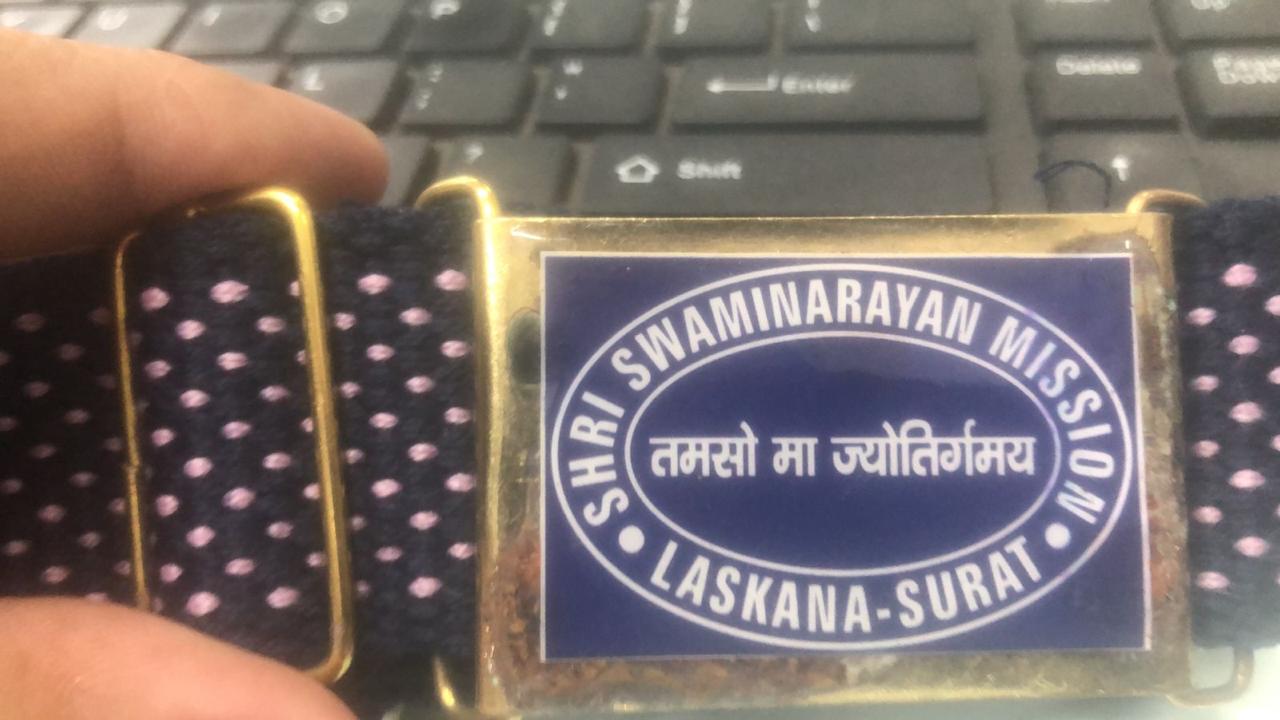 SHRI SWAMINARAYAN MISSION
तमसो मा ज्योतिर्गमय
LASKANA-SURAT
Enter
Delete
Shift